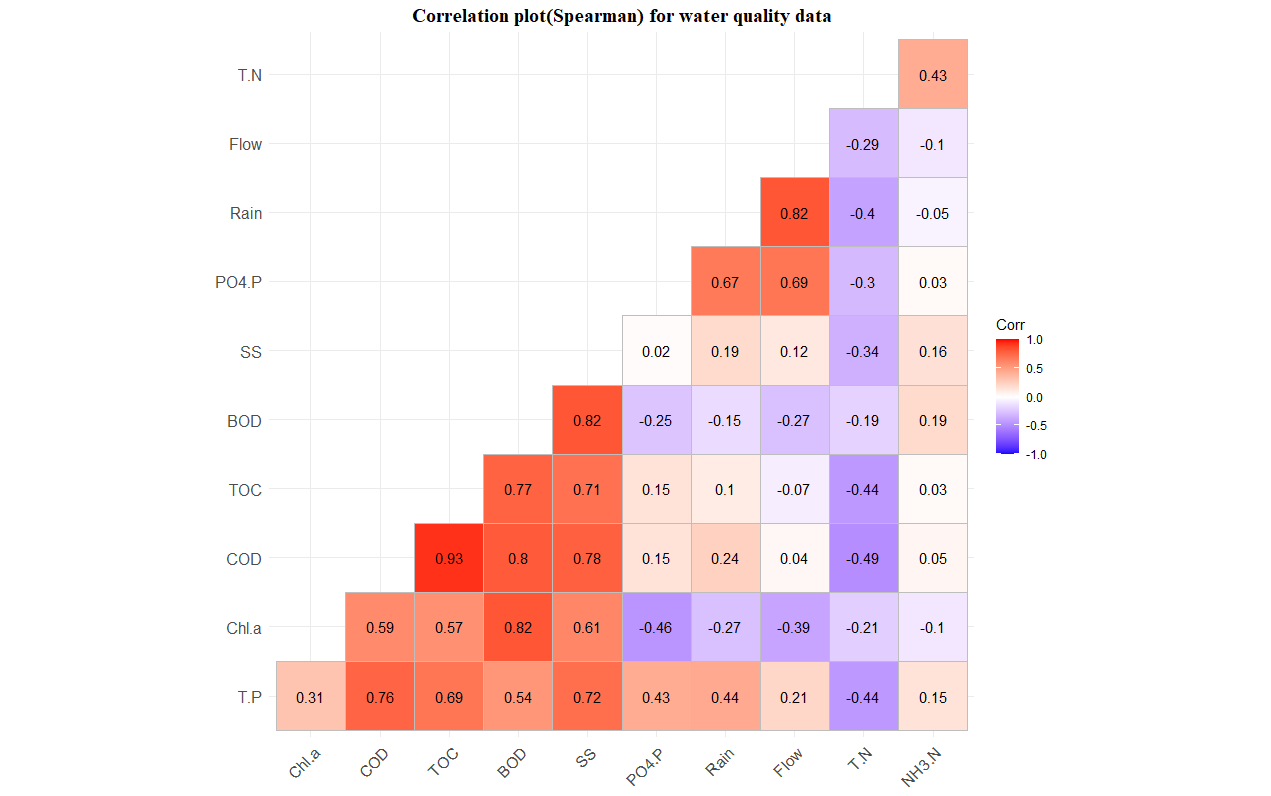 Correlation plot(Spearman) for water quality data
T.N 0.43
Flow -0.29 -0.1
Rain 0.82 -0.4 -0.05
PO4.P 0.67 0.69 -0.3 0.03
SS 0.02 0.19 0.12 -0.34 0.16
BOD 0.82 -0.25 -0.15 -0.27 -0.19 0.19
TOC 0.77 0.71 0.15 0.1 -0.07 -0.44 0.03
COD 0.93 0.8 0.78 0.15 0.24 0.04 -0.49 0.05
Chl.a 0.59 0.57 0.82 0.61 -0.46 -0.27 -0.39 -0.21 -0.1
T.P 0.31 0.76 0.69 0.54 0.72 0.43 0.44 0.21 -0.44 0.15
Chl.a COD TOC BOD SS PO4.P Rain Flow T.N NH3.N
Corr
1.0
0.5
0.0
-0.5
-1.0